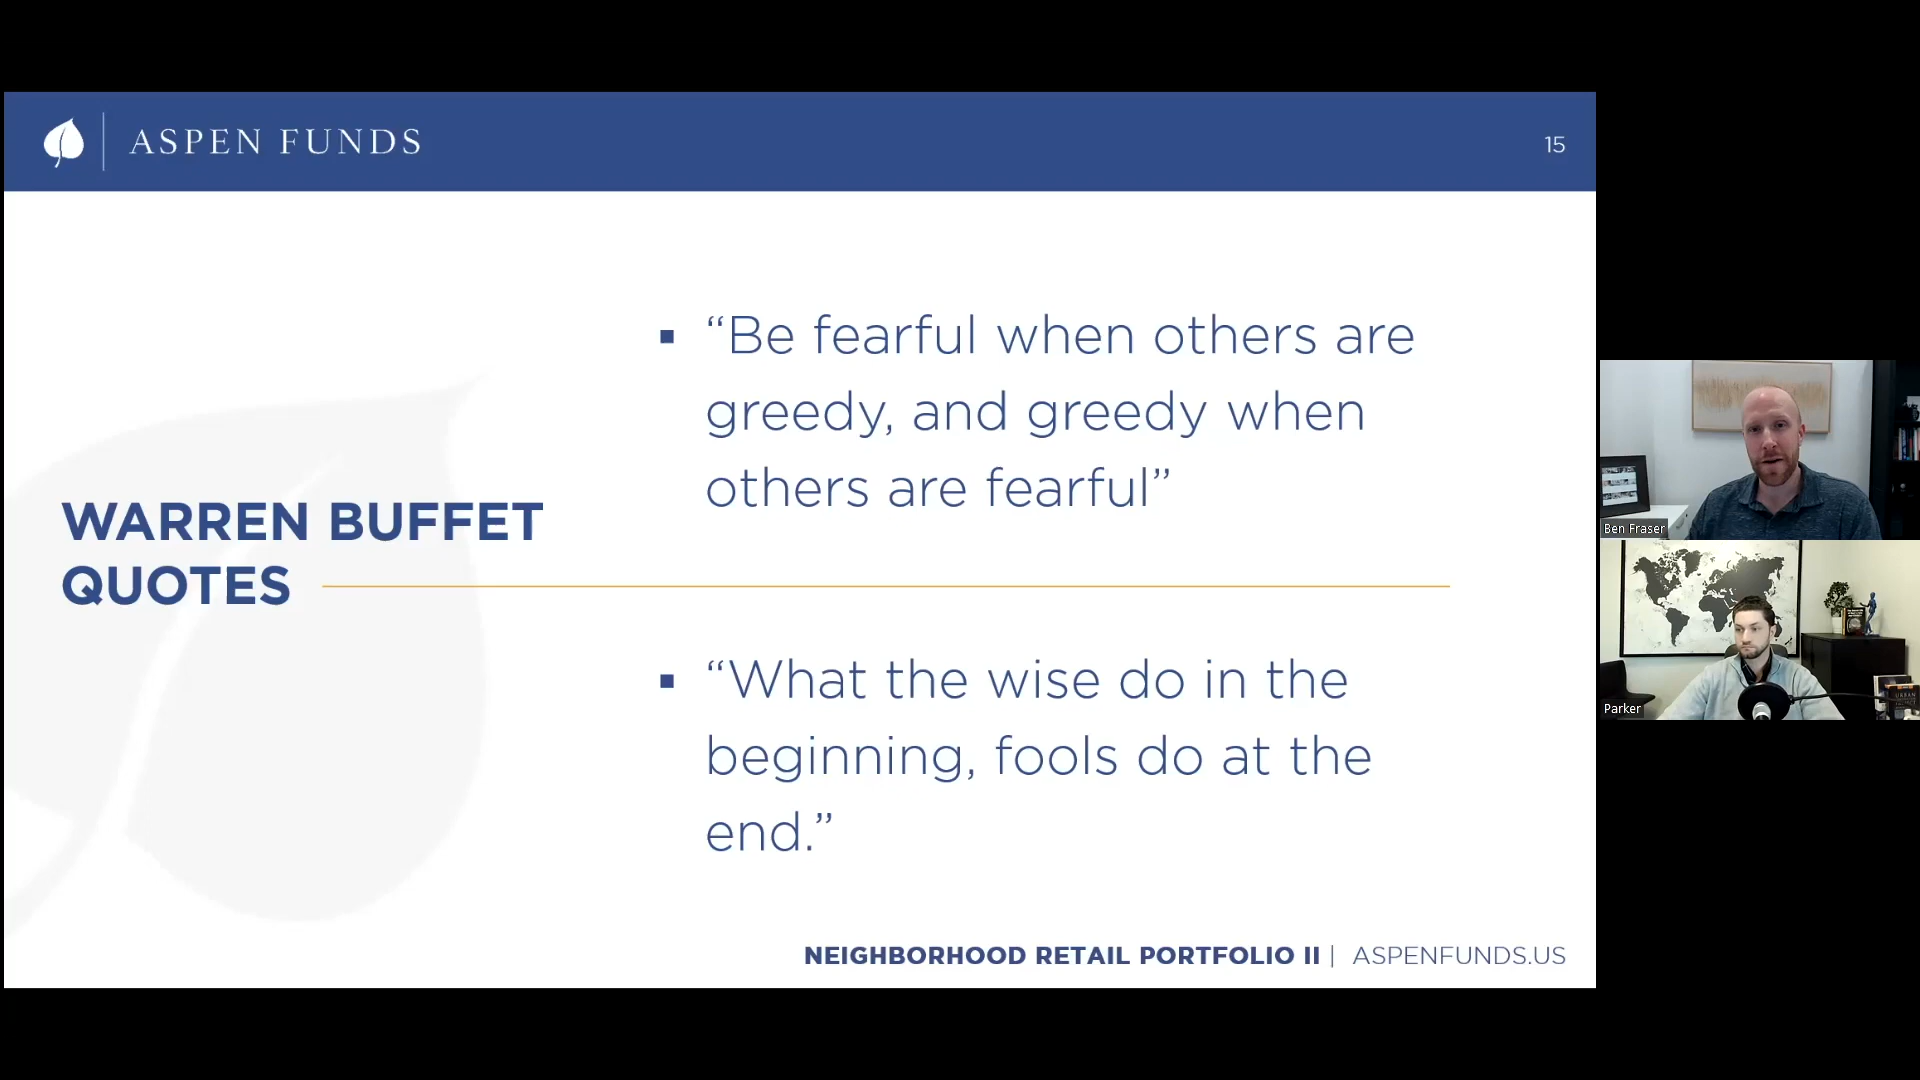 ASPEN FUNDS
15
WARREN BUFFET
QUOTES
▪ “Be fearful when others are
greedy, and greedy when
others are fearful”
▪ “What the wise do in the
beginning, fools do at the
end.”
NEIGHBORHOOD RETAIL PORTFOLIO II | ASPENFUNDS.US
Ben Fraser
Parker